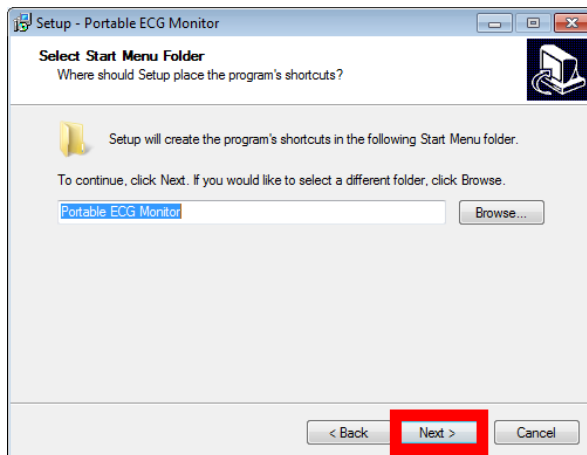 Setup - Portable ECG Monitor
Select Start Menu Folder
Where should Setup place the program's shortcuts?
Setup will create the program's shortcuts in the following Start Menu folder.
To continue, click Next. If you would like to select a different folder, click Browse.
Portable ECG Monitor
Browse...
< Back
Next >
Cancel